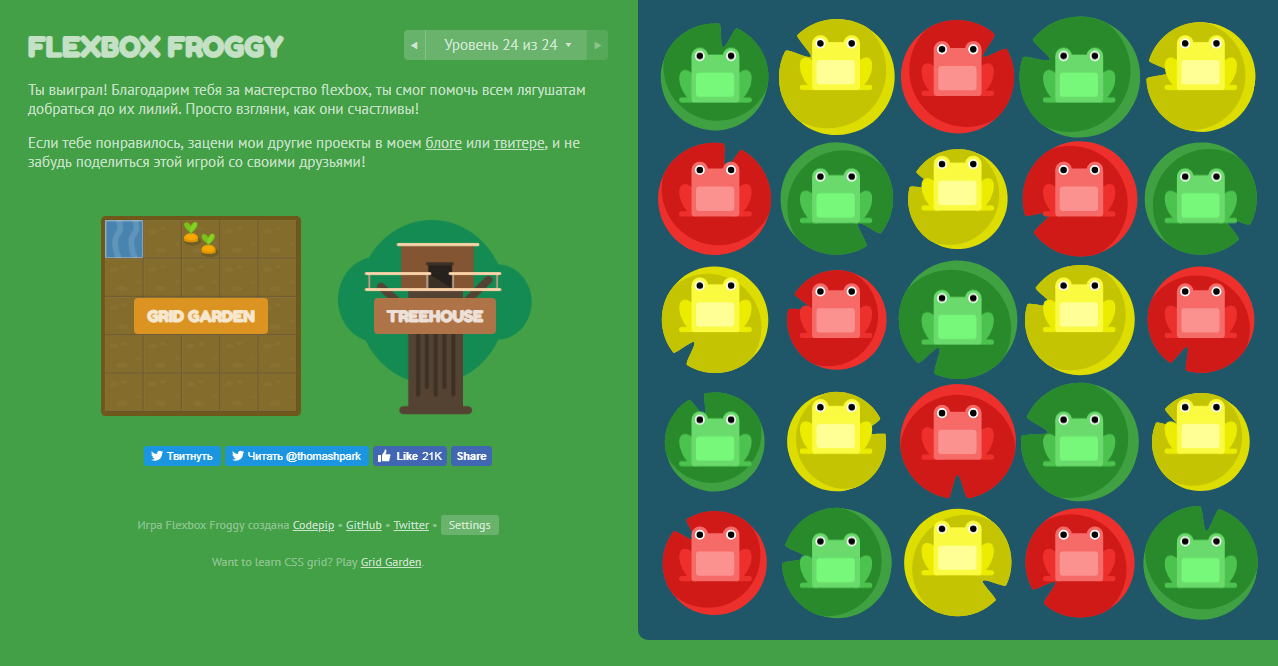 FLEXBOX FROGGY
Уровень 24 из 24
Ты выиграл! Благодарим тебя за мастерство flexbox, ты смог помочь всем лягушатам
добраться до их лилий. Просто взгляни, как они счастливы!
Если тебе понравилось, зацени мои другие проекты в моем блоге или твитере, и не
забудь поделиться этой игрой со своими друзьями!
GRID GARDEN
TREEHOUSE
Твитнуть
Читать @thomashpark
Like 21K
Share
Игра Flexbox Froggy создана Codepip • GitHub • Twitter • Settings
Want to learn CSS grid? Play Grid Garden.